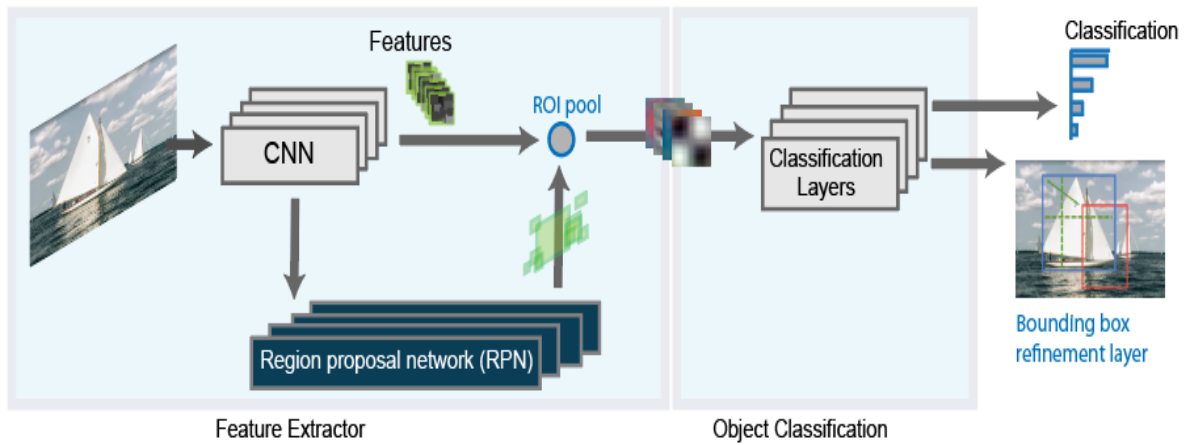 Features
Classification
ROI pool
CNN
Classification
Layers
Region proposal network (RPN)
Bounding box
refinement layer
Feature Extractor
Object Classification